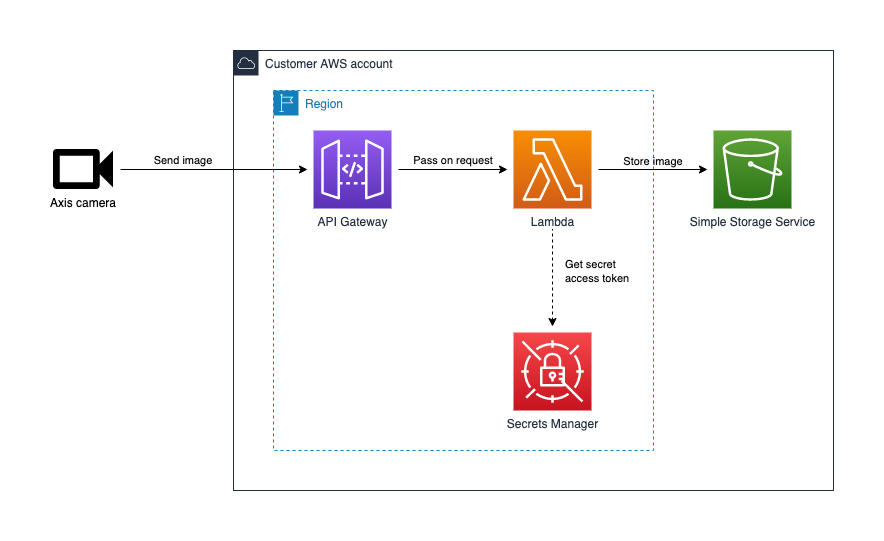 Customer AWS account
Region
Send image
Pass on request
Store image
Axis camera
</>
API Gateway
Lambda
Simple Storage Service
Get secret
access token
Secrets Manager